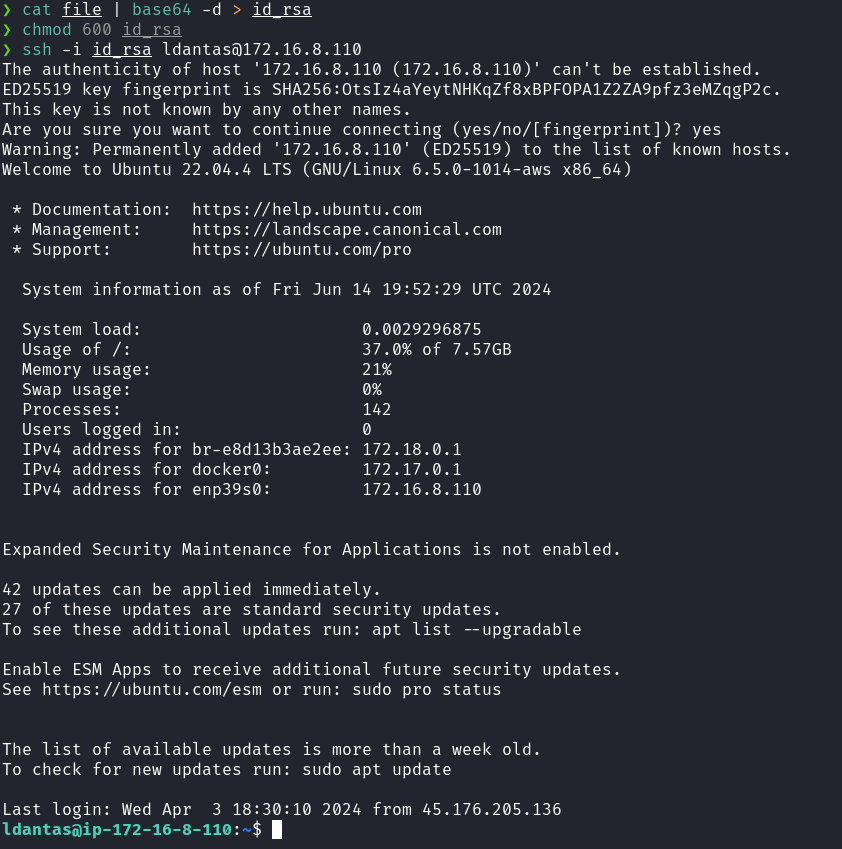 ❯ cat file | base64 -d > id_rsa
❯ chmod 600 id_rsa
❯ ssh -i id_rsa ldantas@172.16.8.110
The authenticity of host '172.16.8.110 (172.16.8.110)' can't be established.
ED25519 key fingerprint is SHA256:OtsIz4aYeytNHKqZf8xBPFOPA1Z2ZA9pfz3eMZqgP2c.
This key is not known by any other names.
Are you sure you want to continue connecting (yes/no/[fingerprint])? yes
Warning: Permanently added '172.16.8.110' (ED25519) to the list of known hosts.
Welcome to Ubuntu 22.04.4 LTS (GNU/Linux 6.5.0-1014-aws x86_64)
* Documentation: https://help.ubuntu.com
* Management: https://landscape.canonical.com
* Support: https://ubuntu.com/pro
System information as of Fri Jun 14 19:52:29 UTC 2024
System load: 0.0029296875
Usage of /: 37.0% of 7.57GB
Memory usage: 21%
Swap usage: 0%
Processes: 142
Users logged in: 0
IPv4 address for br-e8d13b3ae2ee: 172.18.0.1
IPv4 address for docker0: 172.17.0.1
IPv4 address for enp39s0: 172.16.8.110
Expanded Security Maintenance for Applications is not enabled.
42 updates can be applied immediately.
27 of these updates are standard security updates.
To see these additional updates run: apt list --upgradable
Enable ESM Apps to receive additional future security updates.
See https://ubuntu.com/esm or run: sudo pro status
The list of available updates is more than a week old.
To check for new updates run: sudo apt update
Last login: Wed Apr  3 18:30:10 2024 from 45.176.205.136
ldantas@ip-172-16-8-110:~$